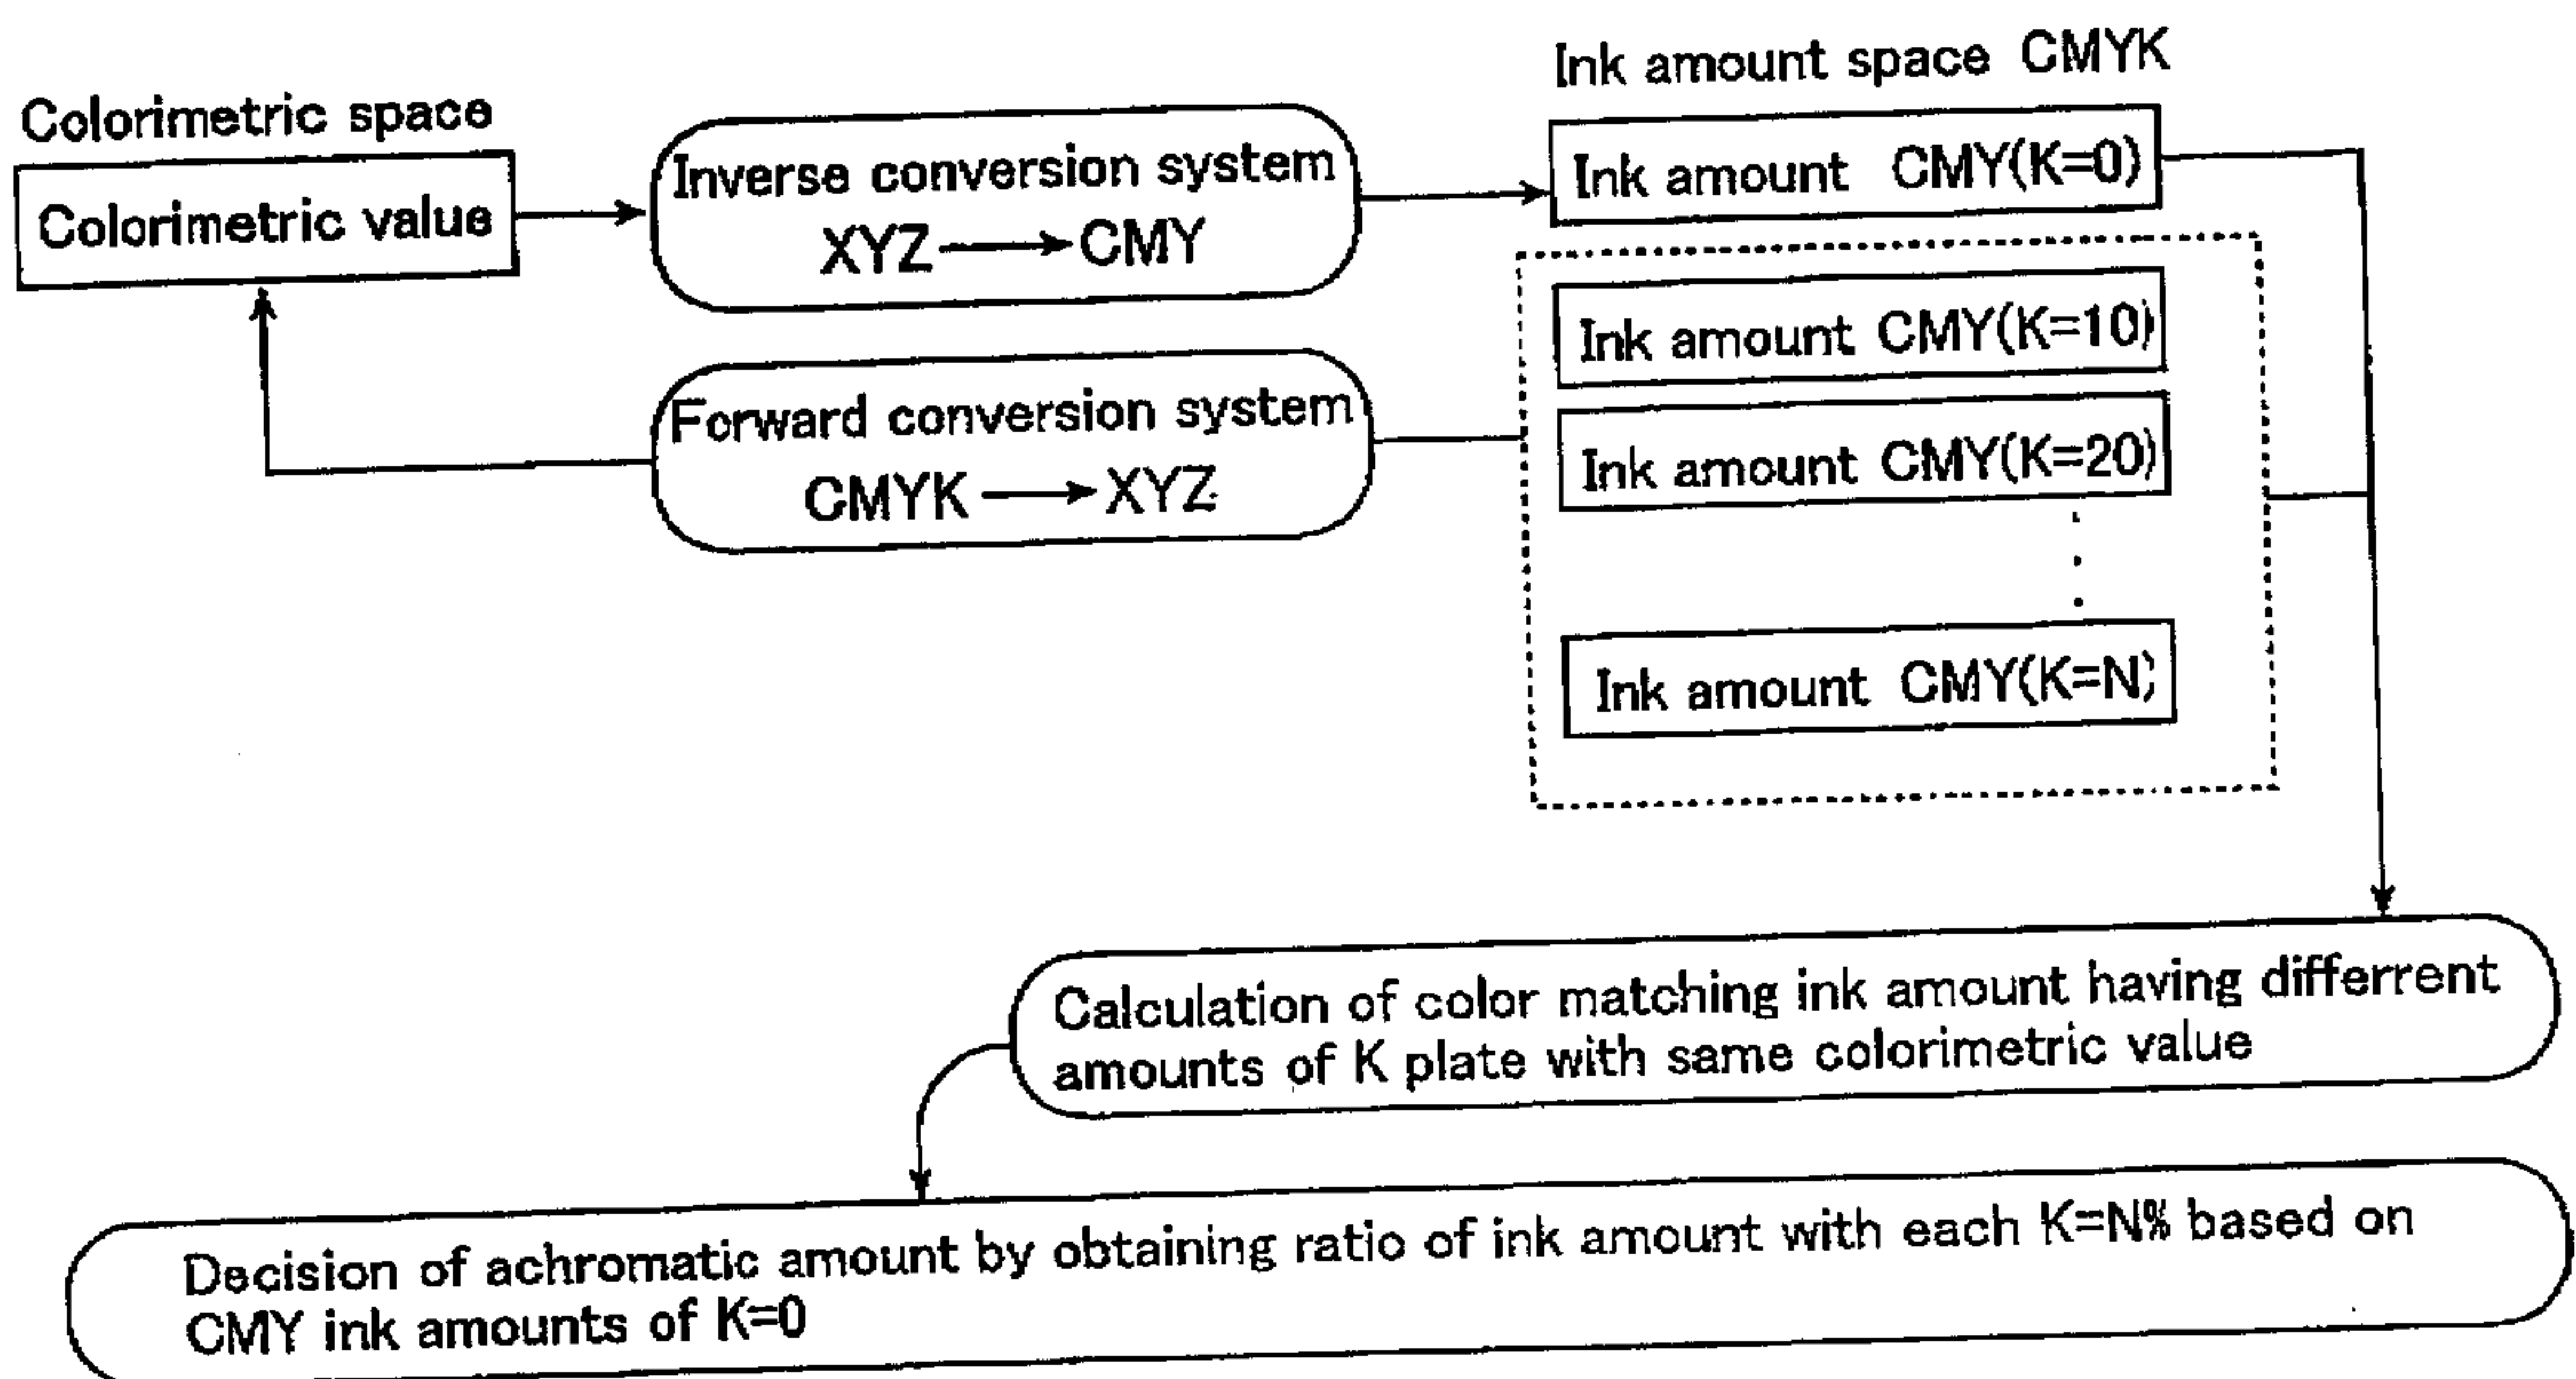 Colorimetric space
Colorimetric value
Inverse conversion system
XYZ → CMY
Forward conversion system
CMYK → XYZ
Ink amount space CMYK
Ink amount CMY(K=0)
Ink amount CMY(K=10)
Ink amount CMY(K=20)
Ink amount CMY(K=N)
Calculation of color matching ink amount having differrent
amounts of K plate with same colorimetric value
Decision of achromatic amount by obtaining ratio of ink amount with each K=N% based on
CMY ink amounts of K=0